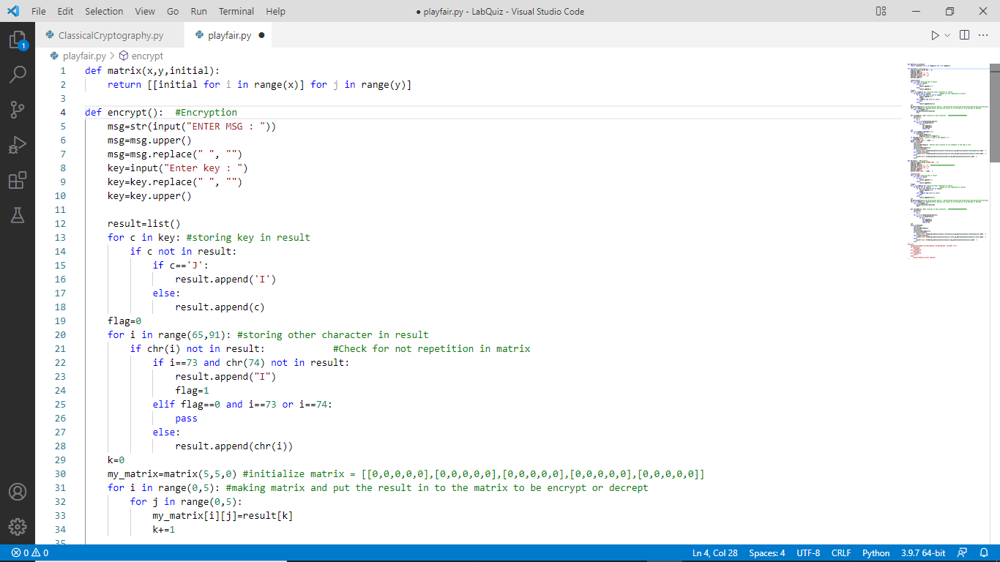 File Edit Selection View Go Run Terminal Help ● playfair.py - LabQuiz - Visual Studio Code
ClassicalCryptography.py playfair.py ●
playfair.py > encrypt
1
1 def matrix(x,y,initial):
2     return [[initial for i in range(x)] for j in range(y)]
3
4 def encrypt():  #Encryption
5     msg=str(input("ENTER MSG : "))
6     msg=msg.upper()
7     msg=msg.replace(" ", "")
8     key=input("Enter key : ")
9     key=key.replace(" ", "")
10     key=key.upper()
11
12     result=list()
13     for c in key: #storing key in result
14         if c not in result:
15             if c=='J':
16                 result.append('I')
17             else:
18                 result.append(c)
19     flag=0
20     for i in range(65,91): #storing other character in result
21         if chr(i) not in result:            #Check for not repetition in matrix
22             if i==73 and chr(74) not in result:
23                 result.append("I")
24                 flag=1
25             elif flag==0 and i==73 or i==74:
26                 pass
27             else:
28                 result.append(chr(i))
29     k=0
30     my_matrix=matrix(5,5,0) #initialize matrix = [[0,0,0,0,0],[0,0,0,0,0],[0,0,0,0,0],[0,0,0,0,0],[0,0,0,0,0]]
31     for i in range(0,5): #making matrix and put the result in to the matrix to be encrypt or decrept
32         for j in range(0,5):
33             my_matrix[i][j]=result[k]
34             k+=1
35
0 0 Ln 4, Col 28 Spaces: 4 UTF-8 CRLF Python 3.9.7 64-bit